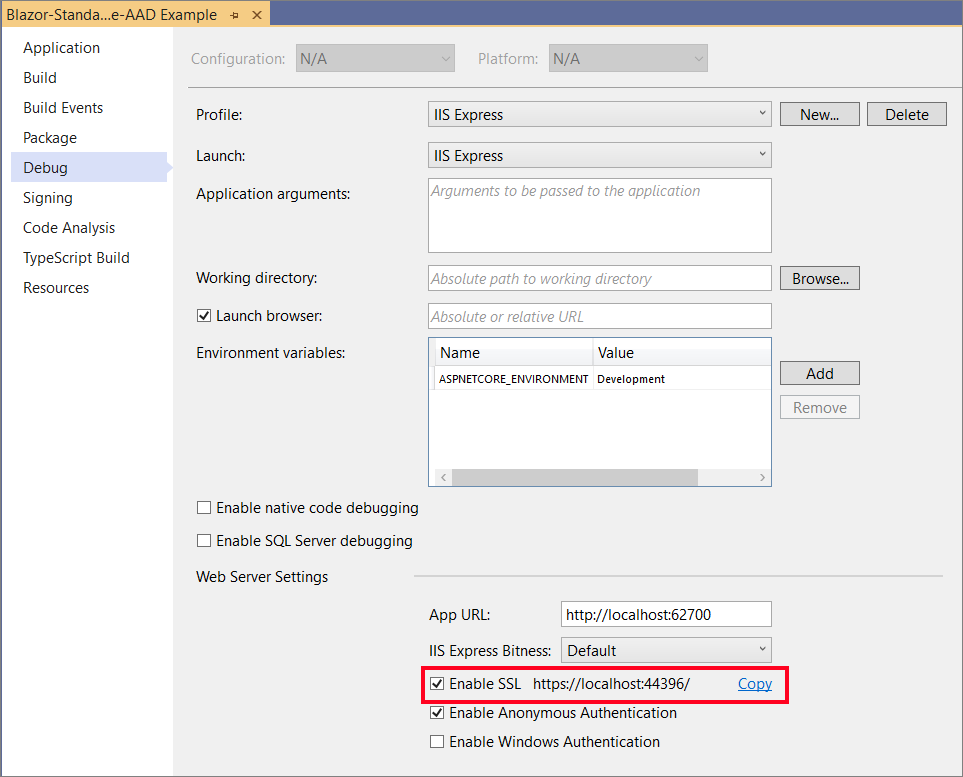 Blazor-Standa...e-AAD Example
Application
Build
Build Events
Package
Debug
Signing
Code Analysis
TypeScript Build
Resources
Configuration: N/A Platform: N/A
Profile: IIS Express New... Delete
Launch: IIS Express
Application arguments: Arguments to be passed to the application
Working directory: Absolute path to working directory Browse...
Launch browser: Absolute or relative URL
Environment variables: Name Value
ASPNETCORE_ENVIRONMENT Development
Add
Remove
Enable native code debugging
Enable SQL Server debugging
Web Server Settings
App URL: http://localhost:62700
IIS Express Bitness: Default
Enable SSL https://localhost:44396/ Copy
Enable Anonymous Authentication
Enable Windows Authentication